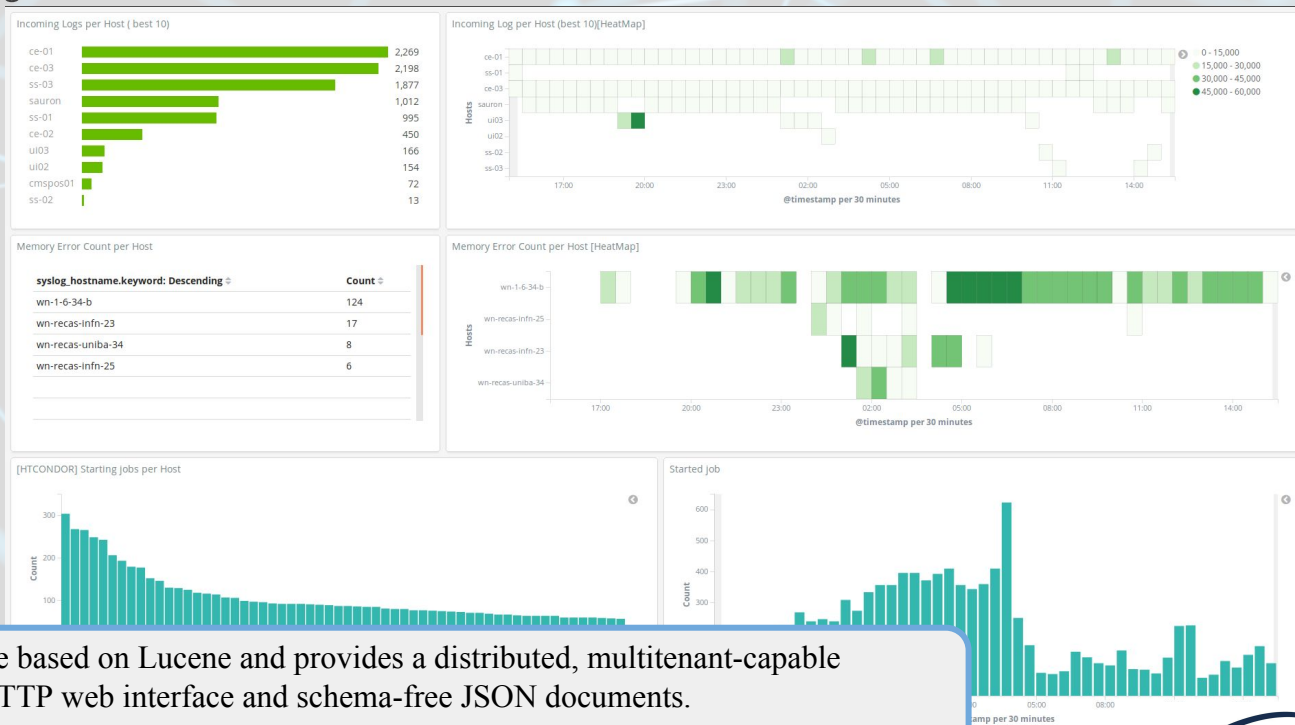 Incoming Logs per Host ( best 10)
ce-01 2,269
ce-03 2,198
ss-03 1,877
sauron 1,012
ss-01 995
ce-02 450
ui03 166
ui02 154
cmspos01 72
ss-02 13
Incoming Log per Host (best 10)[HeatMap]
Hosts
ce-01
ss-01
ce-03
sauron
ui03
ui02
ss-02
ss-03
17:00 20:00 23:00 02:00 05:00 08:00 11:00 14:00
@timestamp per 30 minutes
0 - 15,000
15,000 - 30,000
30,000 - 45,000
45,000 - 60,000
Memory Error Count per Host
syslog_hostname.keyword: Descending Count
wn-1-6-34-b 124
wn-recas-infn-23 17
wn-recas-uniba-34 8
wn-recas-infn-25 6
Memory Error Count per Host [HeatMap]
Hosts
wn-1-6-34-b
wn-recas-infn-25
wn-recas-infn-23
wn-recas-uniba-34
17:00 20:00 23:00 02:00 05:00 08:00 11:00 14:00
@timestamp per 30 minutes
[HTCONDOR] Starting jobs per Host
Count
300
200
100
Started job
Count
600
500
400
300
05:00 08:00
amp per 30 minutes
e based on Lucene and provides a distributed, multitenant-capable
TTP web interface and schema-free JSON documents.